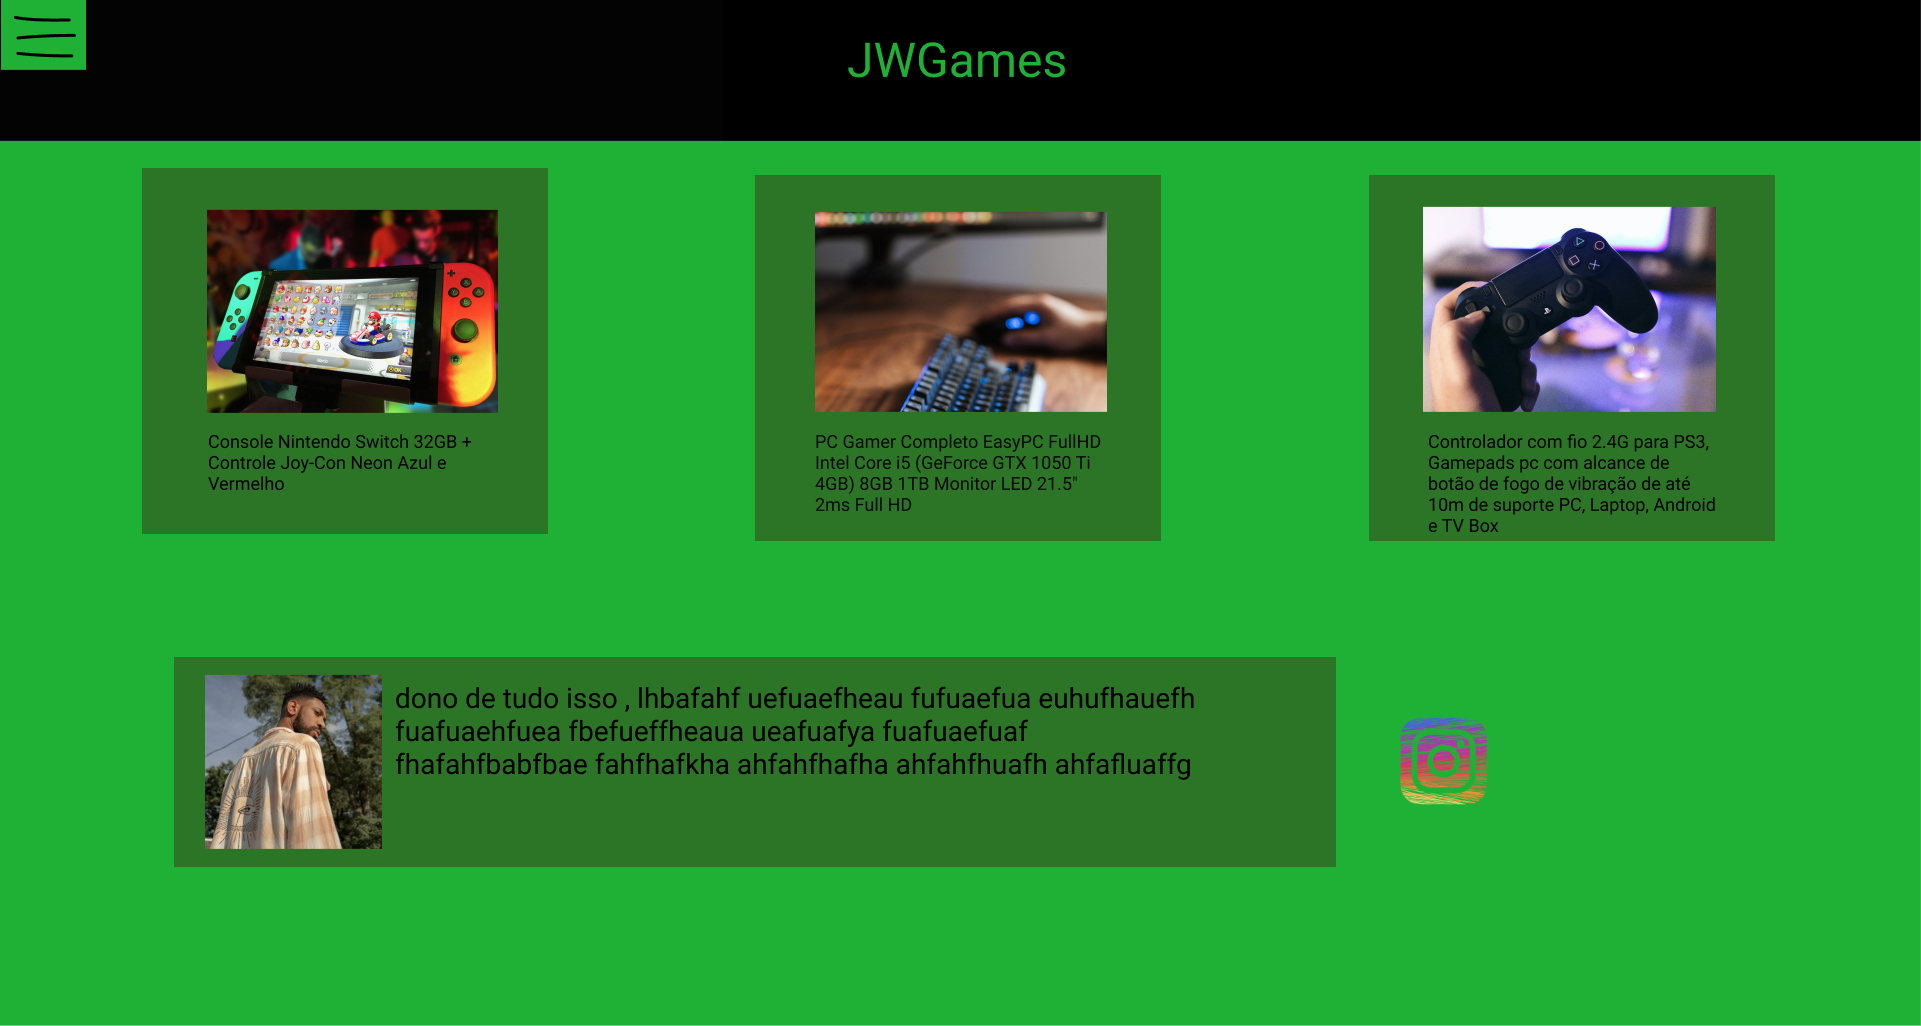 JWGames
Console Nintendo Switch 32GB +
Controle Joy-Con Neon Azul e
Vermelho
PC Gamer Completo EasyPC FullHD
Intel Core i5 (GeForce GTX 1050 Ti
4GB) 8GB 1TB Monitor LED 21.5"
2ms Full HD
Controlador com fio 2.4G para PS3,
Gamepads pc com alcance de
botão de fogo de vibração de até
10m de suporte PC, Laptop, Android
e TV Box
dono de tudo isso , lhbafahf uefuaefheau fufuaefua euhufhauefh
fuafuaehfuea fbefueffheaua ueafuafya fuafuaefuaf
fhafahfbabfbae fahfhafkha ahfahfhafha ahfahfhuafh ahfafluaffg